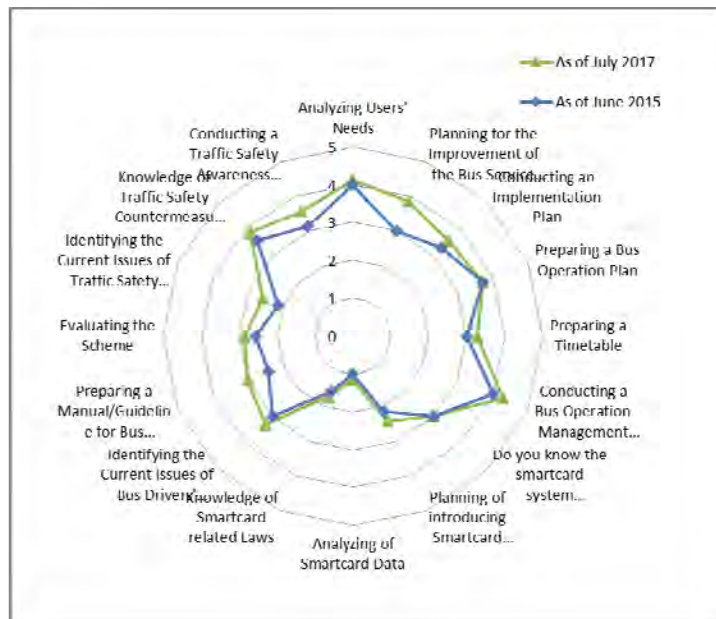 As of July 2017
As of June 2015
Analyzing Users'
Needs
Planning for the
Improvement of
the Bus Service...
Conducting an
Implementation
Plan
Preparing a Bus
Operation Plan
Preparing a
Timetable
Conducting a
Bus Operation
Management...
Do you know the
smartcard
system...
Planning of
introducing
Smartcard...
Analyzing of
Smartcard Data
Knowledge of
Smartcard
related Laws
Identifying the
Current Issues of
Bus Drivers'...
Preparing a
Manual/Guidelin
e for Bus...
Evaluating the
Scheme
Identifying the
Current Issues of
Traffic Safety...
Knowledge of
Traffic Safety
Countermeasu...
Conducting a
Traffic Safety
Awareness...
5
4
3
2
1
0